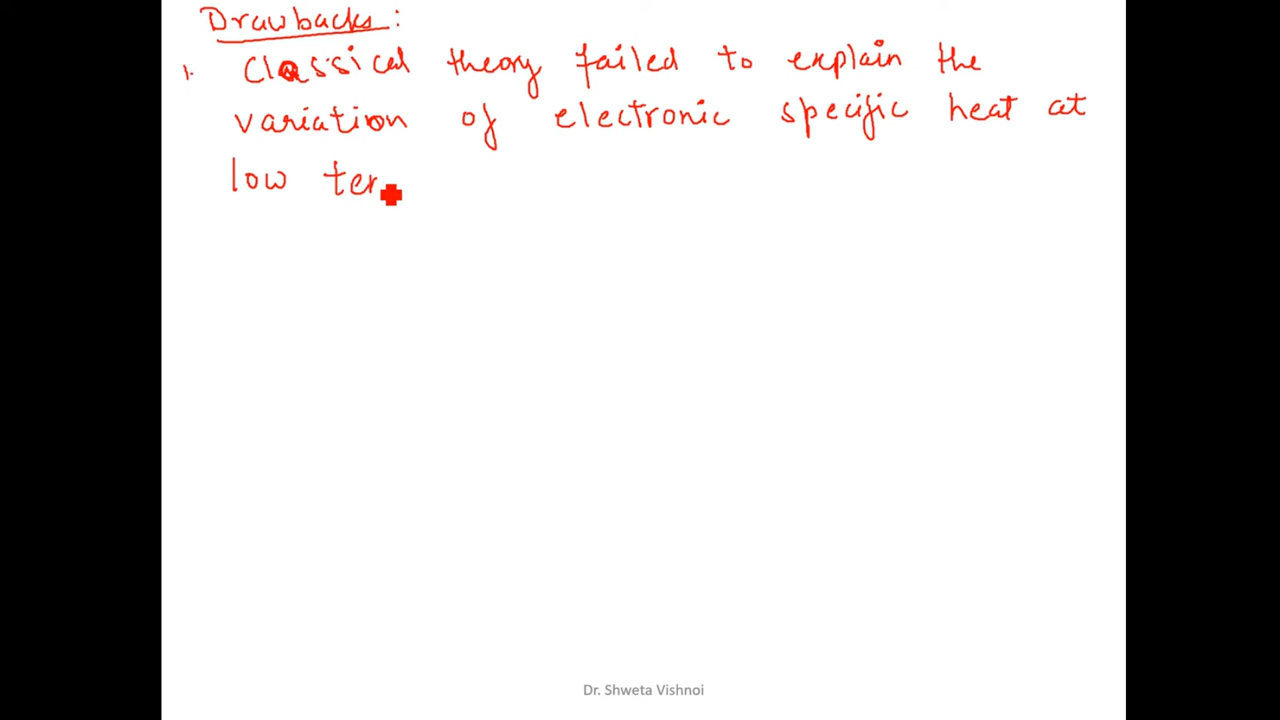 Drawbacks:
1. Classical theory failed to explain the
variation of electronic specific heat at
low ter
Dr. Shweta Vishnoi